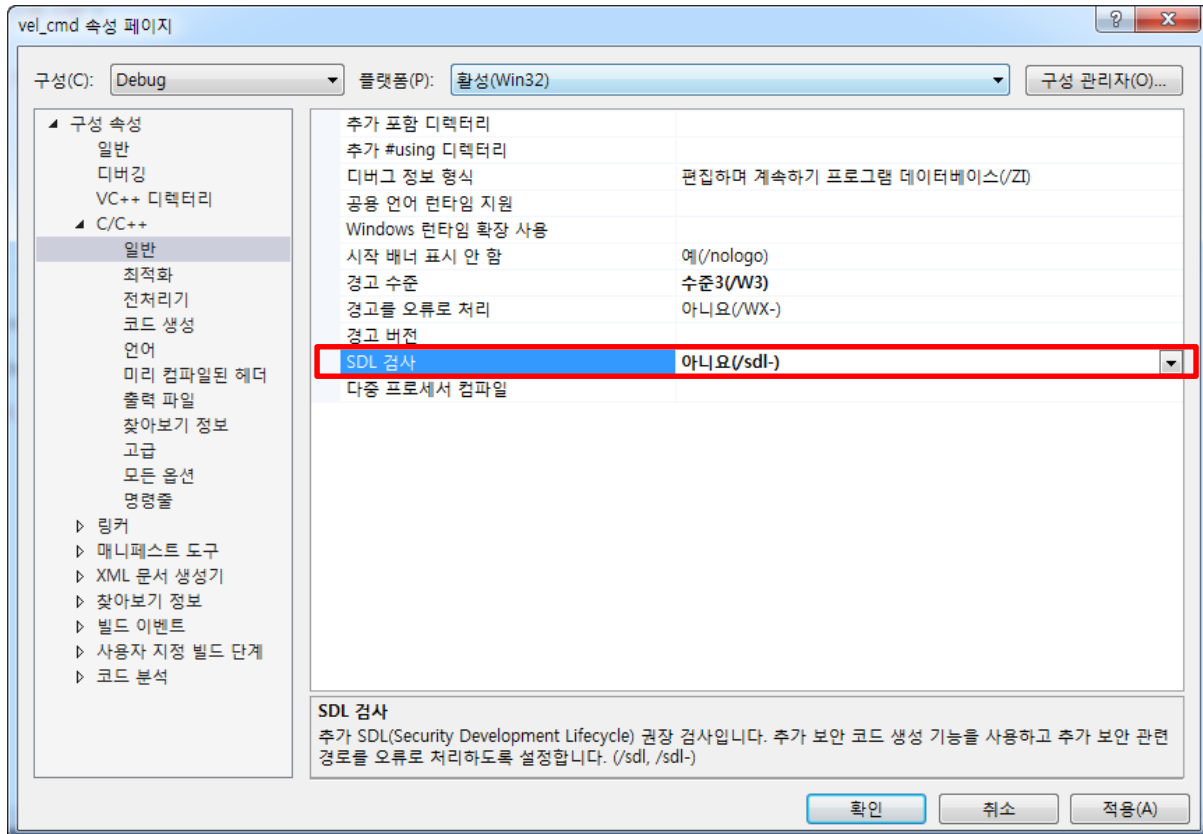 vel_cmd 속성 페이지
구성(C): Debug 플랫폼(P): 활성(Win32) 구성 관리자(O)...
구성 속성
일반
디버깅
VC++ 디렉터리
C/C++
일반
최적화
전처리기
코드 생성
언어
미리 컴파일된 헤더
출력 파일
찾아보기 정보
고급
모든 옵션
명령줄
링커
매니페스트 도구
XML 문서 생성기
찾아보기 정보
빌드 이벤트
사용자 지정 빌드 단계
코드 분석
추가 포함 디렉터리
추가 #using 디렉터리
디버그 정보 형식 편집하며 계속하기 프로그램 데이터베이스(/ZI)
공용 언어 런타임 지원
Windows 런타임 확장 사용
시작 배너 표시 안 함 예(/nologo)
경고 수준 수준3(/W3)
경고를 오류로 처리 아니요(/WX-)
경고 버전
SDL 검사 아니요(/sdl-)
다중 프로세서 컴파일
SDL 검사
추가 SDL(Security Development Lifecycle) 권장 검사입니다. 추가 보안 코드 생성 기능을 사용하고 추가 보안 관련
경로를 오류로 처리하도록 설정합니다. (/sdl, /sdl-)
확인 취소 적용(A)